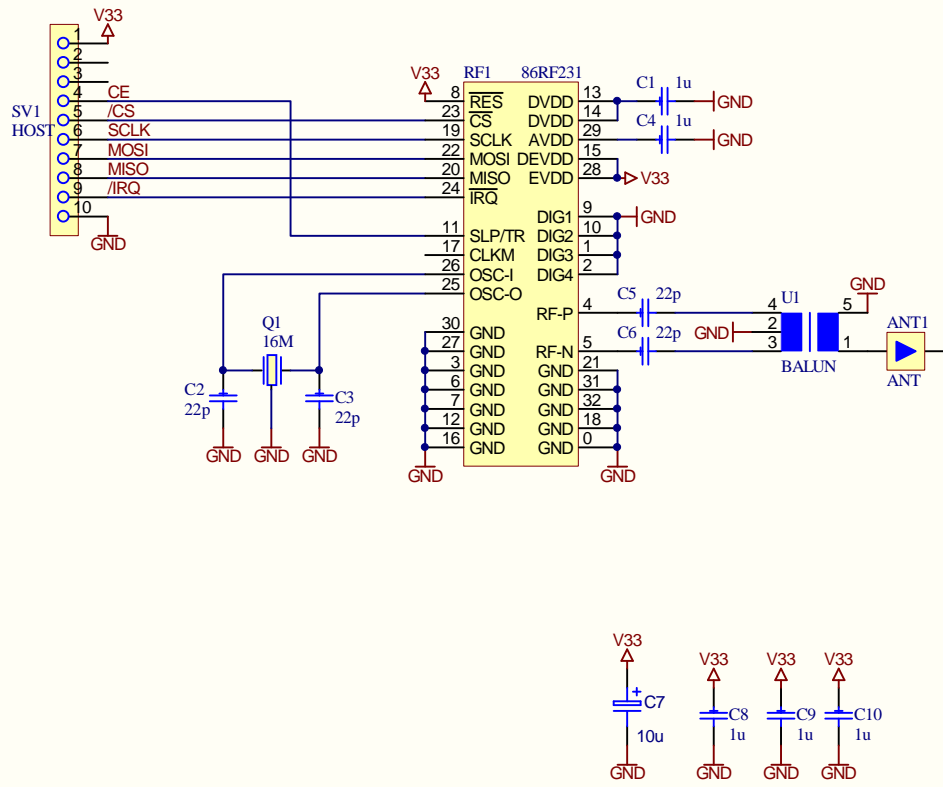 V33
1
2
3
4 CE
5 /CS
6 SCLK
7 MOSI
8 MISO
9 /IRQ
10
SV1
HOST
GND
V33
RF1 86RF231
8 RES DVDD 13
23 CS DVDD 14
19 SCLK AVDD 29
22 MOSI DEVDD 15
20 MISO EVDD 28
24 IRQ
DIG1 9
11 SLP/TR DIG2 10
17 CLKM DIG3 1
26 OSC-I DIG4 2
25 OSC-O
RF-P 4
30 GND
27 GND RF-N 5
3 GND GND 21
6 GND GND 31
7 GND GND 32
12 GND GND 18
16 GND GND 0
GND
GND
C1 1u
GND
C4 1u
GND
V33
GND
C5 22p
C6 22p
GND
U1
4
2
3
5
1
BALUN
GND
ANT1
ANT
Q1
16M
C2
22p
C3
22p
GND
GND
GND
V33
C7
10u
GND
V33
C8
1u
GND
V33
C9
1u
GND
V33
C10
1u
GND